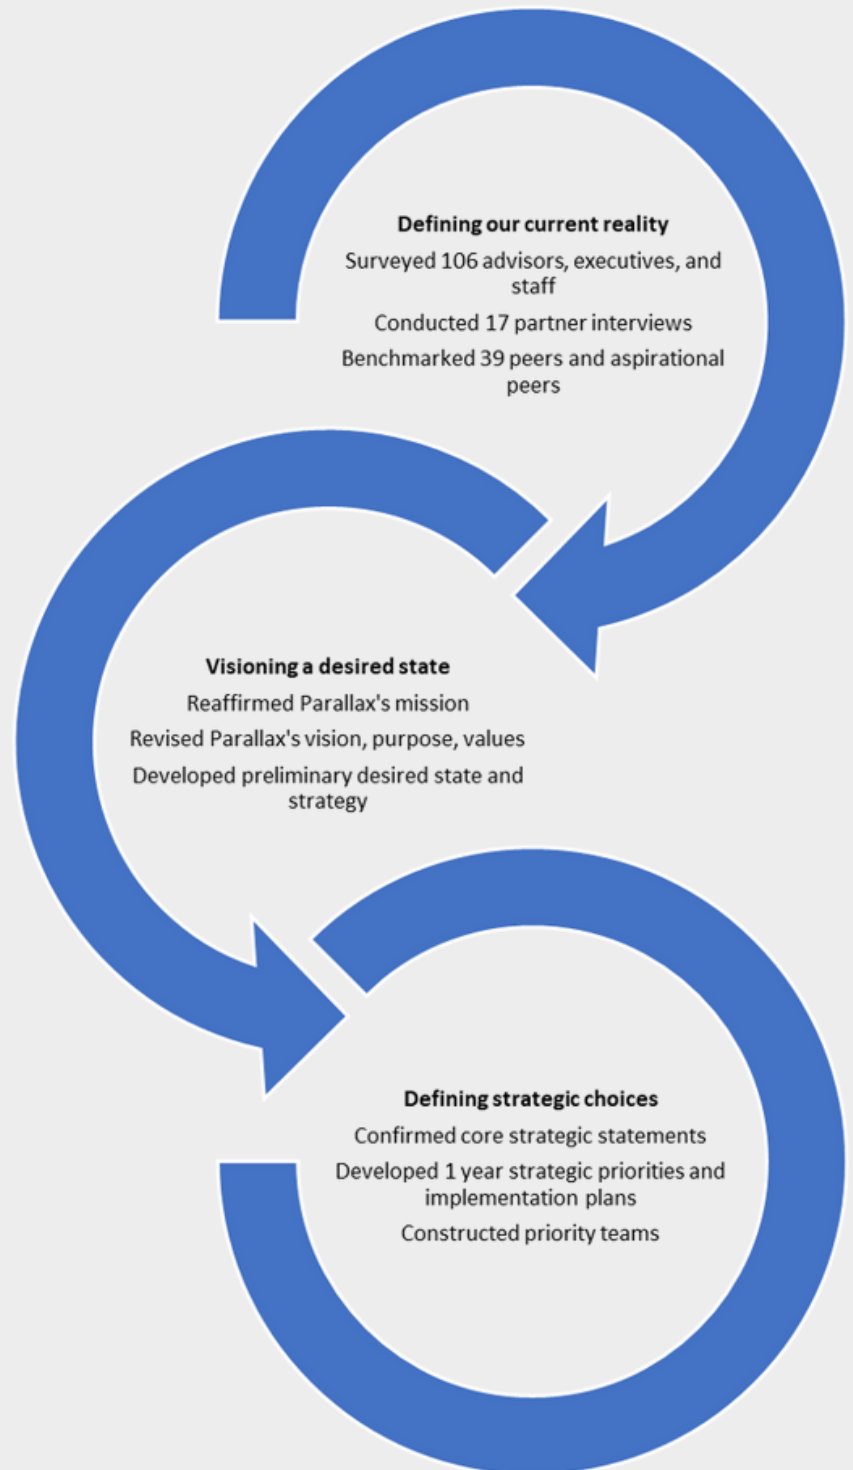 Defining our current reality
Surveyed 106 advisors, executives, and
staff
Conducted 17 partner interviews
Benchmarked 39 peers and aspirational
peers
Visioning a desired state
Reaffirmed Parallax's mission
Revised Parallax's vision, purpose, values
Developed preliminary desired state and
strategy
Defining strategic choices
Confirmed core strategic statements
Developed 1 year strategic priorities and
implementation plans
Constructed priority teams